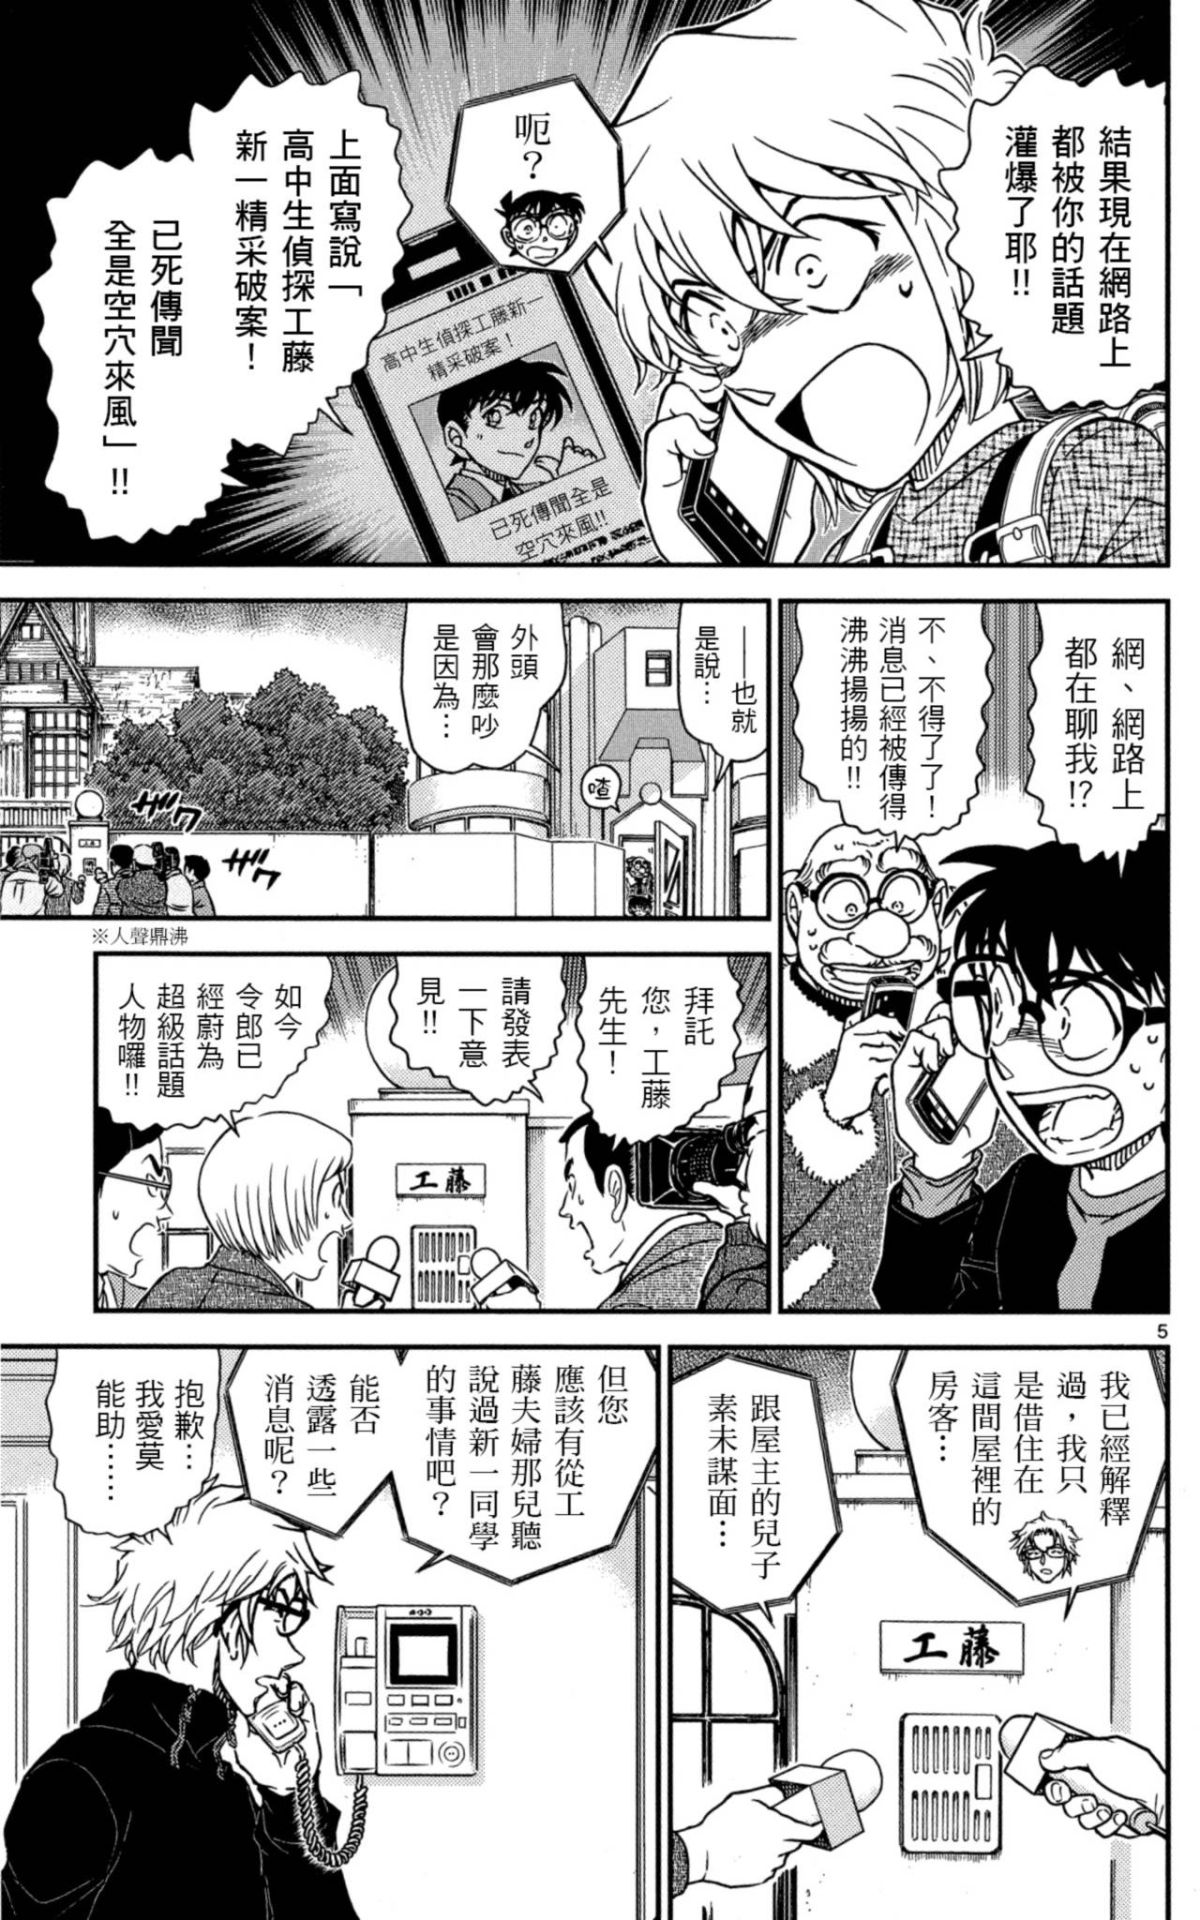 結果現在網路上
都被你的話題
灌爆了耶!!
呃?
上面寫說「
高中生偵探工藤
新一精采破案!
已死傳聞
全是空穴來風」!!
高中生偵探工藤新一
精采破案!
已死傳聞全是
空穴來風!!
網、網路上
都在聊我!?
不、不得了了!
消息已經被傳得
沸沸揚揚的!!
——也就
是說…
喳
外頭
會那麼吵
是因為…
ザワ
ザワ
※人聲鼎沸
拜託
您,工藤
先生!
請發表
一下意
見!!
如今
令郎已
經蔚為
超級話題
人物囉!!
工藤
5
我已經解釋
過,我只
是借住在
這間屋裡的
房客…
跟屋主的兒子
素未謀面…
工藤
但您
應該有從工
藤夫婦那兒聽
說過新一同學
的事情吧?
能否
透露一些
消息呢?
抱歉…
我愛莫
能助……